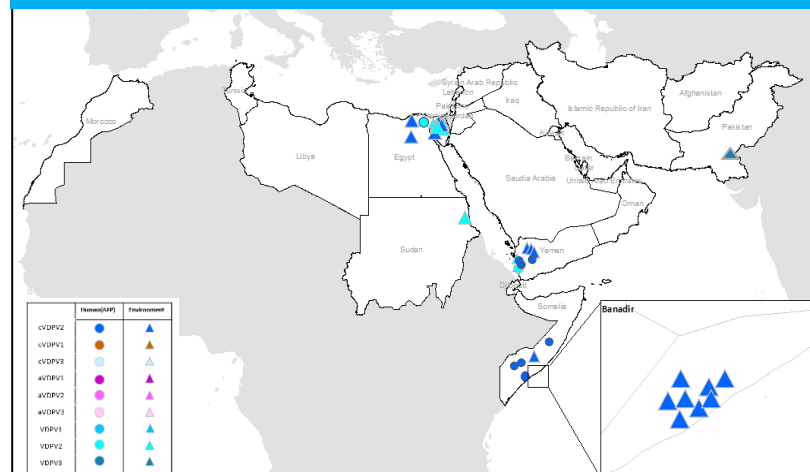 Tunisia
Syrian Arab Republic
Lebanon
Morocco
Iraq
Afghanistan
Islamic Republic of Iran
Pakistan
Libya
Egypt
Bahrain
Saudi Arabia
United Arab Emirates
Oman
Sudan
Yemen
Djibouti
Somalia
Banadir
Human(AFP) Environment
cVDPV2
cVDPV1
cVDPV3
aVDPV1
aVDPV2
aVDPV3
VDPV1
VDPV2
VDPV3